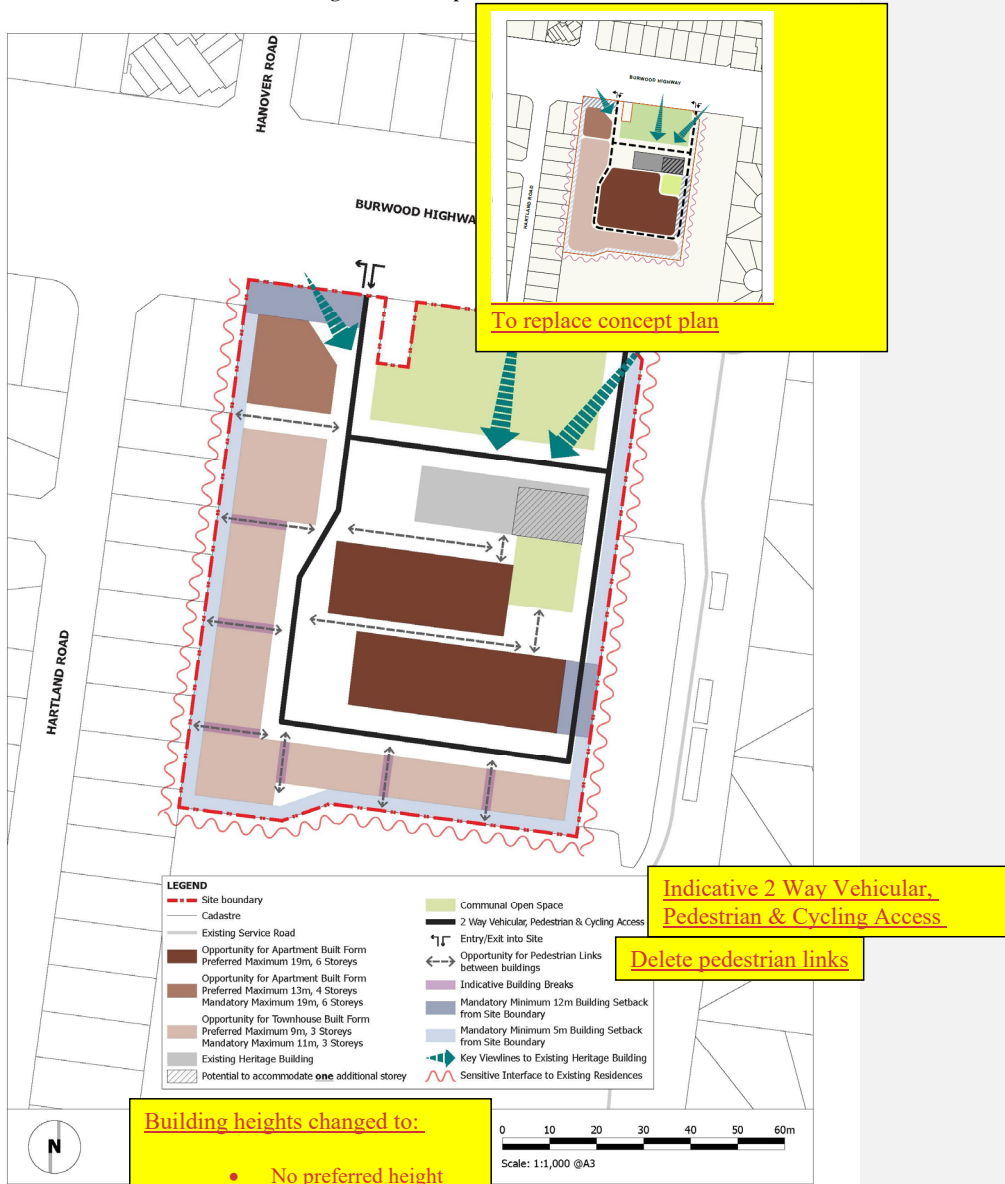 HANOVER ROAD
BURWOOD HIGHWAY
HARTLAND ROAD
To replace concept plan
BURWOOD HIGHWA
HARTLAND ROAD
LEGEND
Site boundary
Cadastre
Existing Service Road
Opportunity for Apartment Built Form
Preferred Maximum 19m, 6 Storeys
Opportunity for Apartment Built Form
Preferred Maximum 13m, 4 Storeys
Mandatory Maximum 19m, 6 Storeys
Opportunity for Townhouse Built Form
Preferred Maximum 9m, 3 Storeys
Mandatory Maximum 11m, 3 Storeys
Existing Heritage Building
Potential to accommodate one additional storey
Communal Open Space
2 Way Vehicular, Pedestrian & Cycling Access
Entry/Exit into Site
Opportunity for Pedestrian Links
between buildings
Indicative Building Breaks
Mandatory Minimum 12m Building Setback
from Site Boundary
Mandatory Minimum 5m Building Setback
from Site Boundary
Key Viewlines to Existing Heritage Building
Sensitive Interface to Existing Residences
Indicative 2 Way Vehicular,
Pedestrian & Cycling Access
Delete pedestrian links
Building heights changed to:
• No preferred height
N
0 10 20 30 40 50 60m
Scale: 1:1,000 @A3